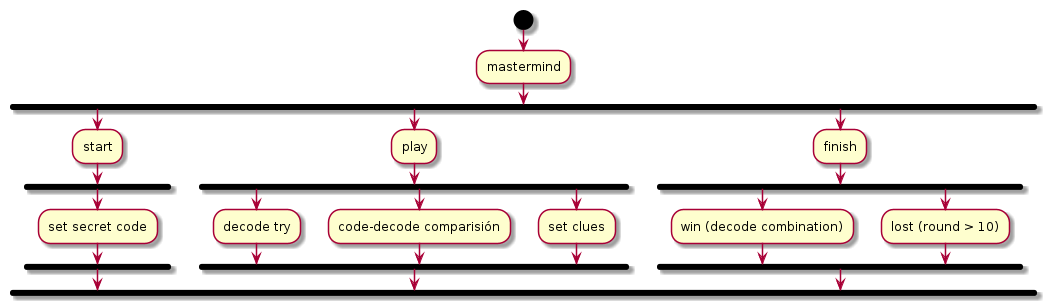 mastermind
start
play
finish
set secret code
decode try
code-decode comparisión
set clues
win (decode combination)
lost (round > 10)